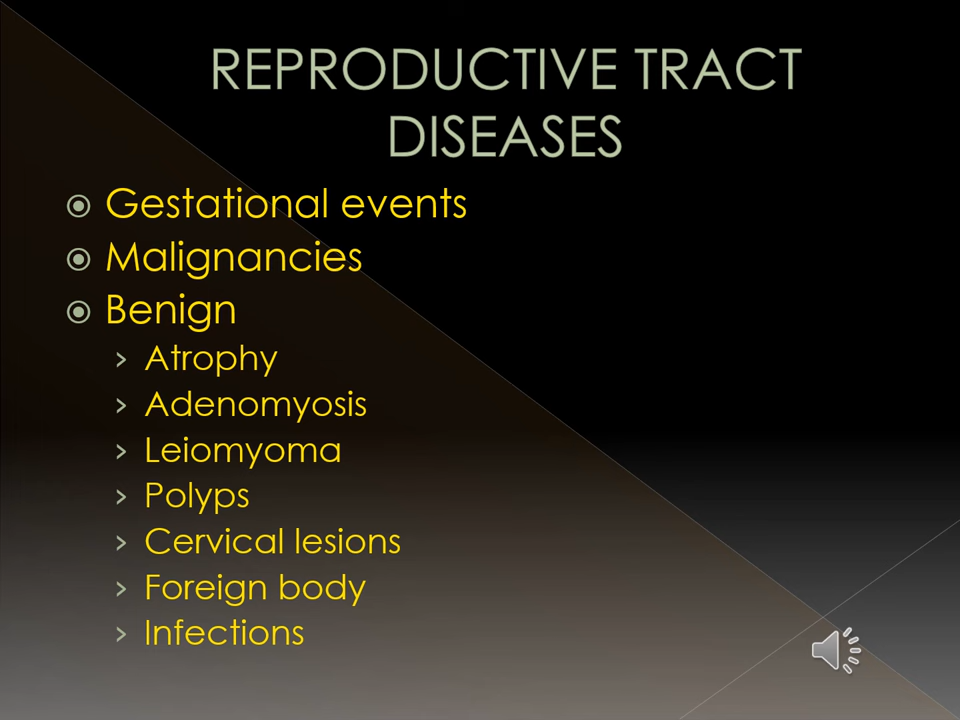 REPRODUCTIVE TRACT
DISEASES
Gestational events
Malignancies
Benign
Atrophy
Adenomyosis
Leiomyoma
Polyps
Cervical lesions
Foreign body
Infections